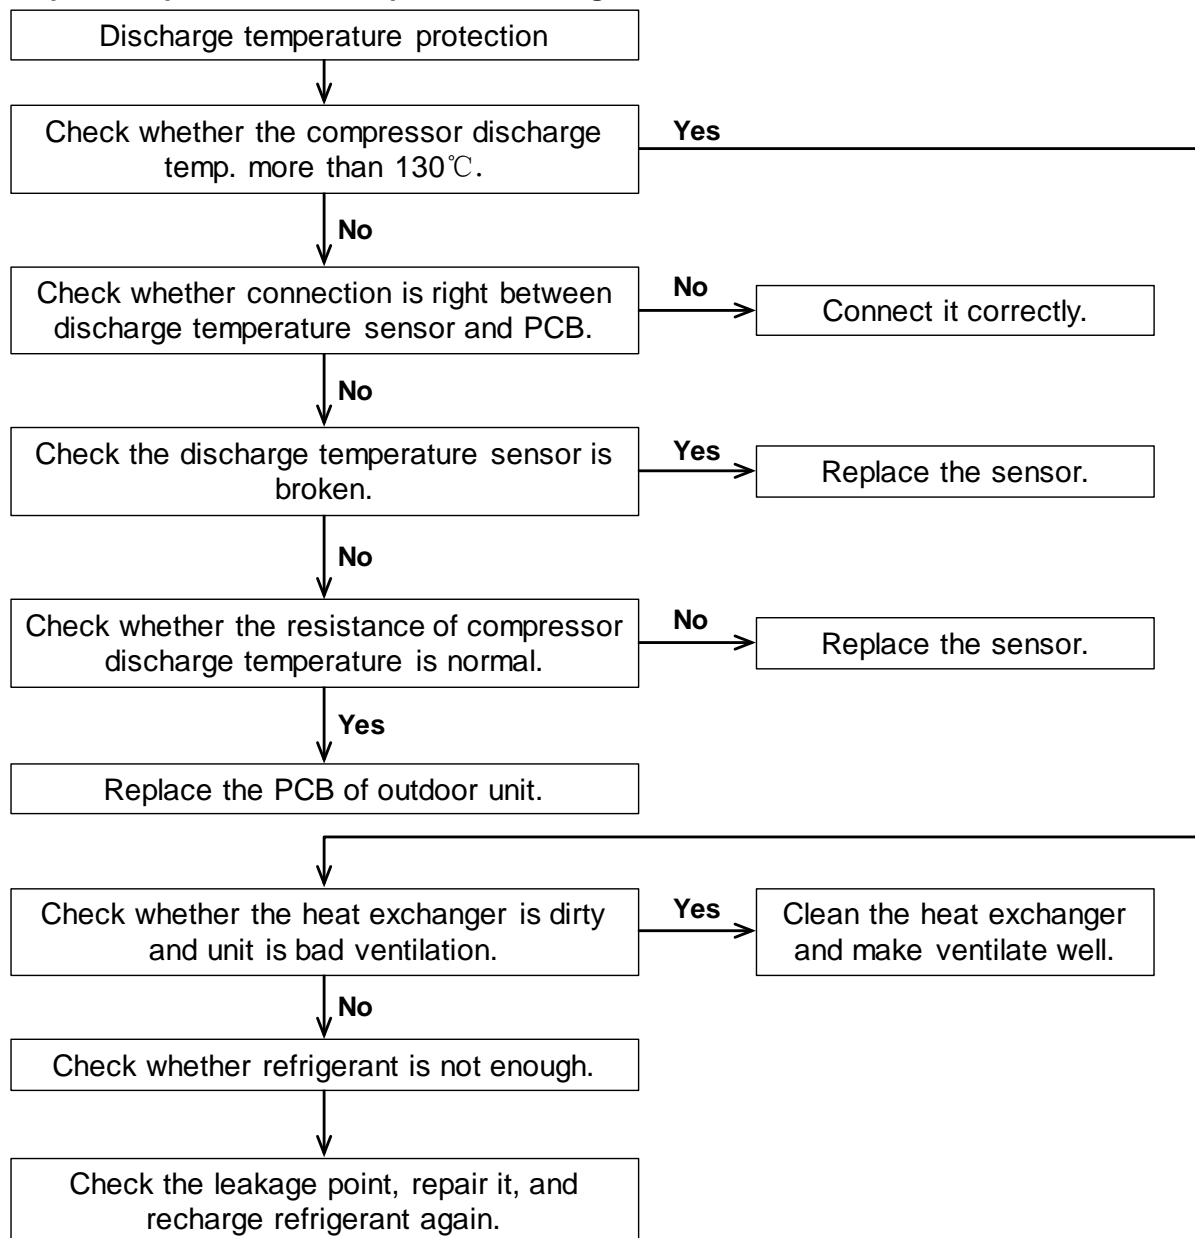 Discharge temperature protection
Check whether the compressor discharge
temp. more than 130℃.
Yes
No
Check whether connection is right between
discharge temperature sensor and PCB.
No
Connect it correctly.
No
Check the discharge temperature sensor is
broken.
Yes
Replace the sensor.
No
Check whether the resistance of compressor
discharge temperature is normal.
No
Replace the sensor.
Yes
Replace the PCB of outdoor unit.
Check whether the heat exchanger is dirty
and unit is bad ventilation.
Yes
Clean the heat exchanger
and make ventilate well.
No
Check whether refrigerant is not enough.
Check the leakage point, repair it, and
recharge refrigerant again.